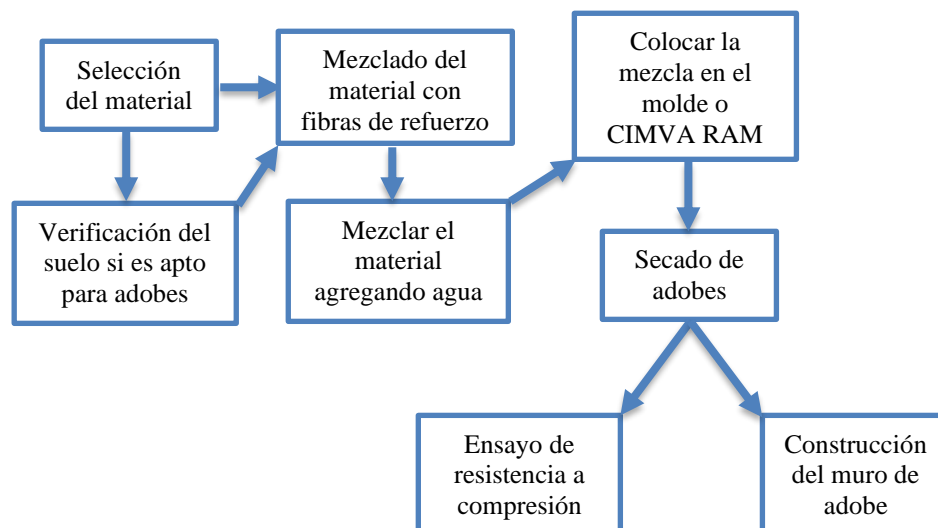 Selección
del material
Mezclado del
material con
fibras de refuerzo
Colocar la
mezcla en el
molde o
CIMVA RAM
Verificación del
suelo si es apto
para adobes
Mezclar el
material
agregando agua
Secado de
adobes
Ensayo de
resistencia a
compresión
Construcción
del muro de
adobe